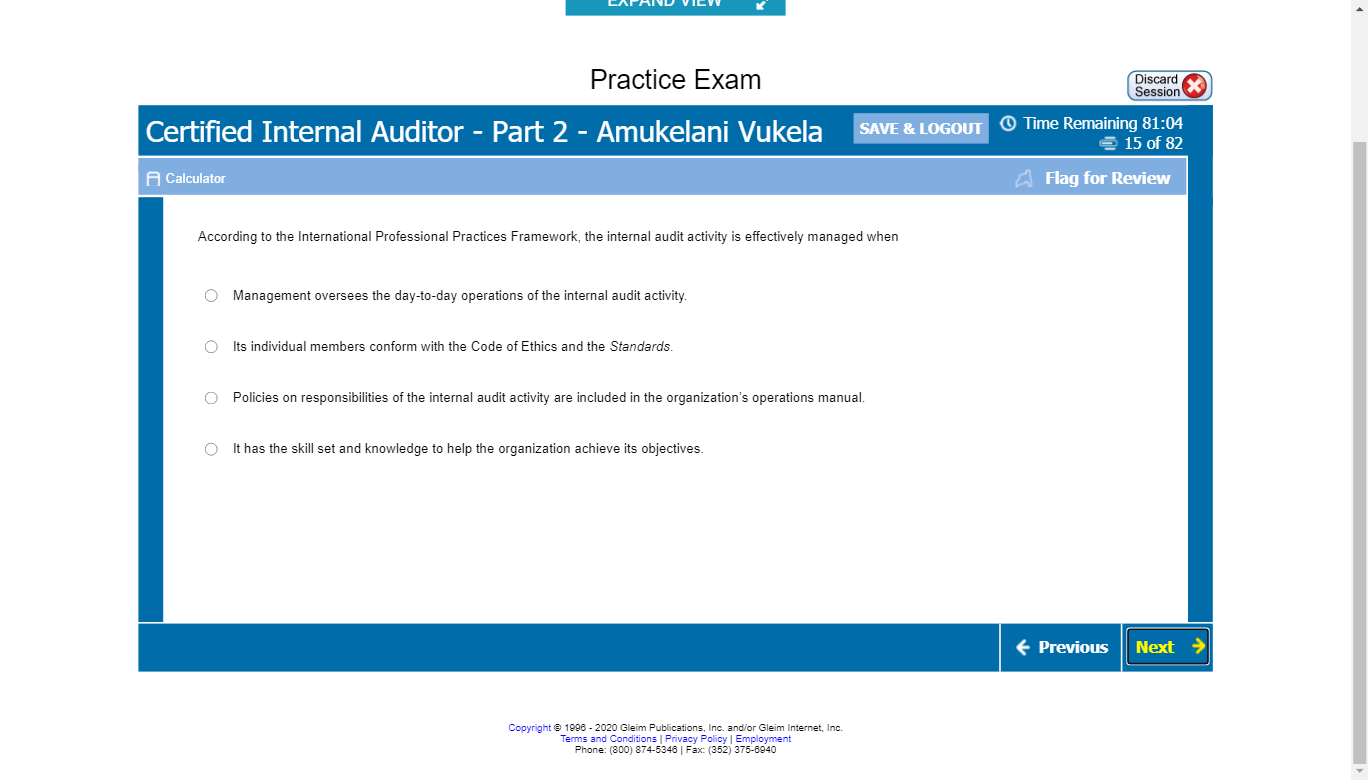 EXPAND VIEW
Practice Exam
Discard
Session
Certified Internal Auditor - Part 2 - Amukelani Vukela
SAVE & LOGOUT
Time Remaining 81:04
15 of 82
Calculator
Flag for Review
According to the International Professional Practices Framework, the internal audit activity is effectively managed when
Management oversees the day-to-day operations of the internal audit activity.
Its individual members conform with the Code of Ethics and the Standards.
Policies on responsibilities of the internal audit activity are included in the organization’s operations manual.
It has the skill set and knowledge to help the organization achieve its objectives.
Previous
Next
Copyright © 1996 - 2020 Gleim Publications, Inc. and/or Gleim Internet, Inc.
Terms and Conditions | Privacy Policy | Employment
Phone: (800) 874-5346 | Fax: (352) 375-6940